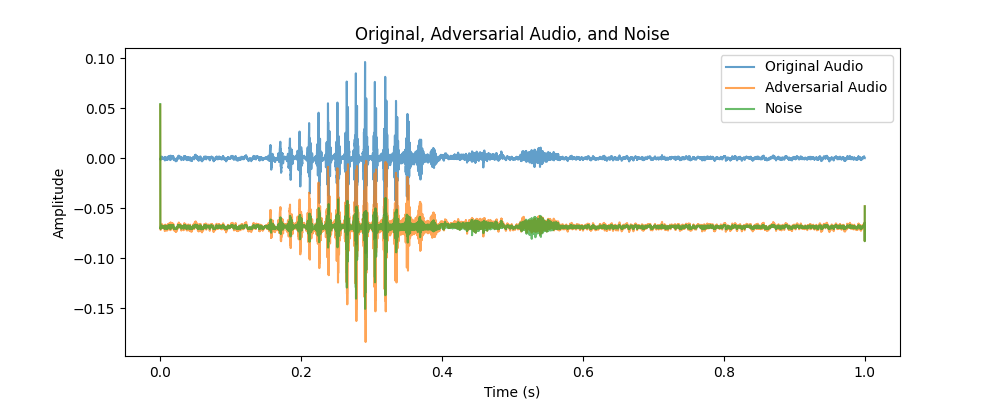 Original, Adversarial Audio, and Noise
Original Audio
Adversarial Audio
Noise
0.10
0.05
0.00
−0.05
−0.10
−0.15
Amplitude
0.0
0.2
0.4
0.6
0.8
1.0
Time (s)